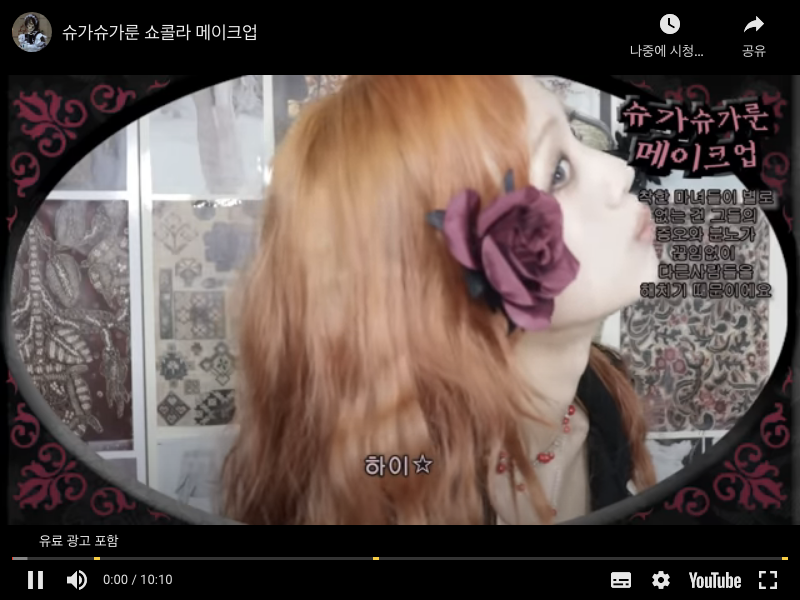 슈가슈가룬 쇼콜라 메이크업
나중에 시청...
공유
슈가슈가룬
메이크업
착한 마녀들이 별로
없는 건 그들의
증오와 분노가
끊임없이
다른사람들을
해치기 때문이에요
하이☆
유료 광고 포함
0:00 / 10:10
YouTube